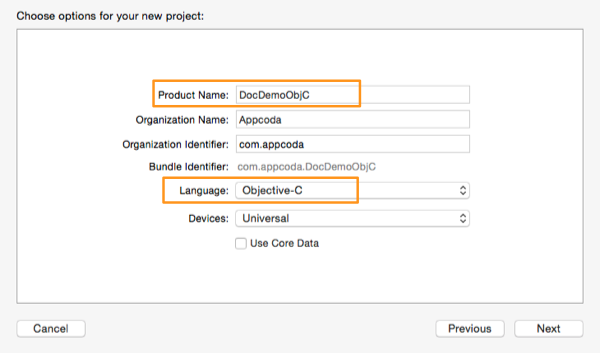 Choose options for your new project:
Product Name: DocDemoObjC
Organization Name: Appcoda
Organization Identifier: com.appcoda
Bundle Identifier: com.appcoda.DocDemoObjC
Language: Objective-C
Devices: Universal
Use Core Data
Cancel Previous Next